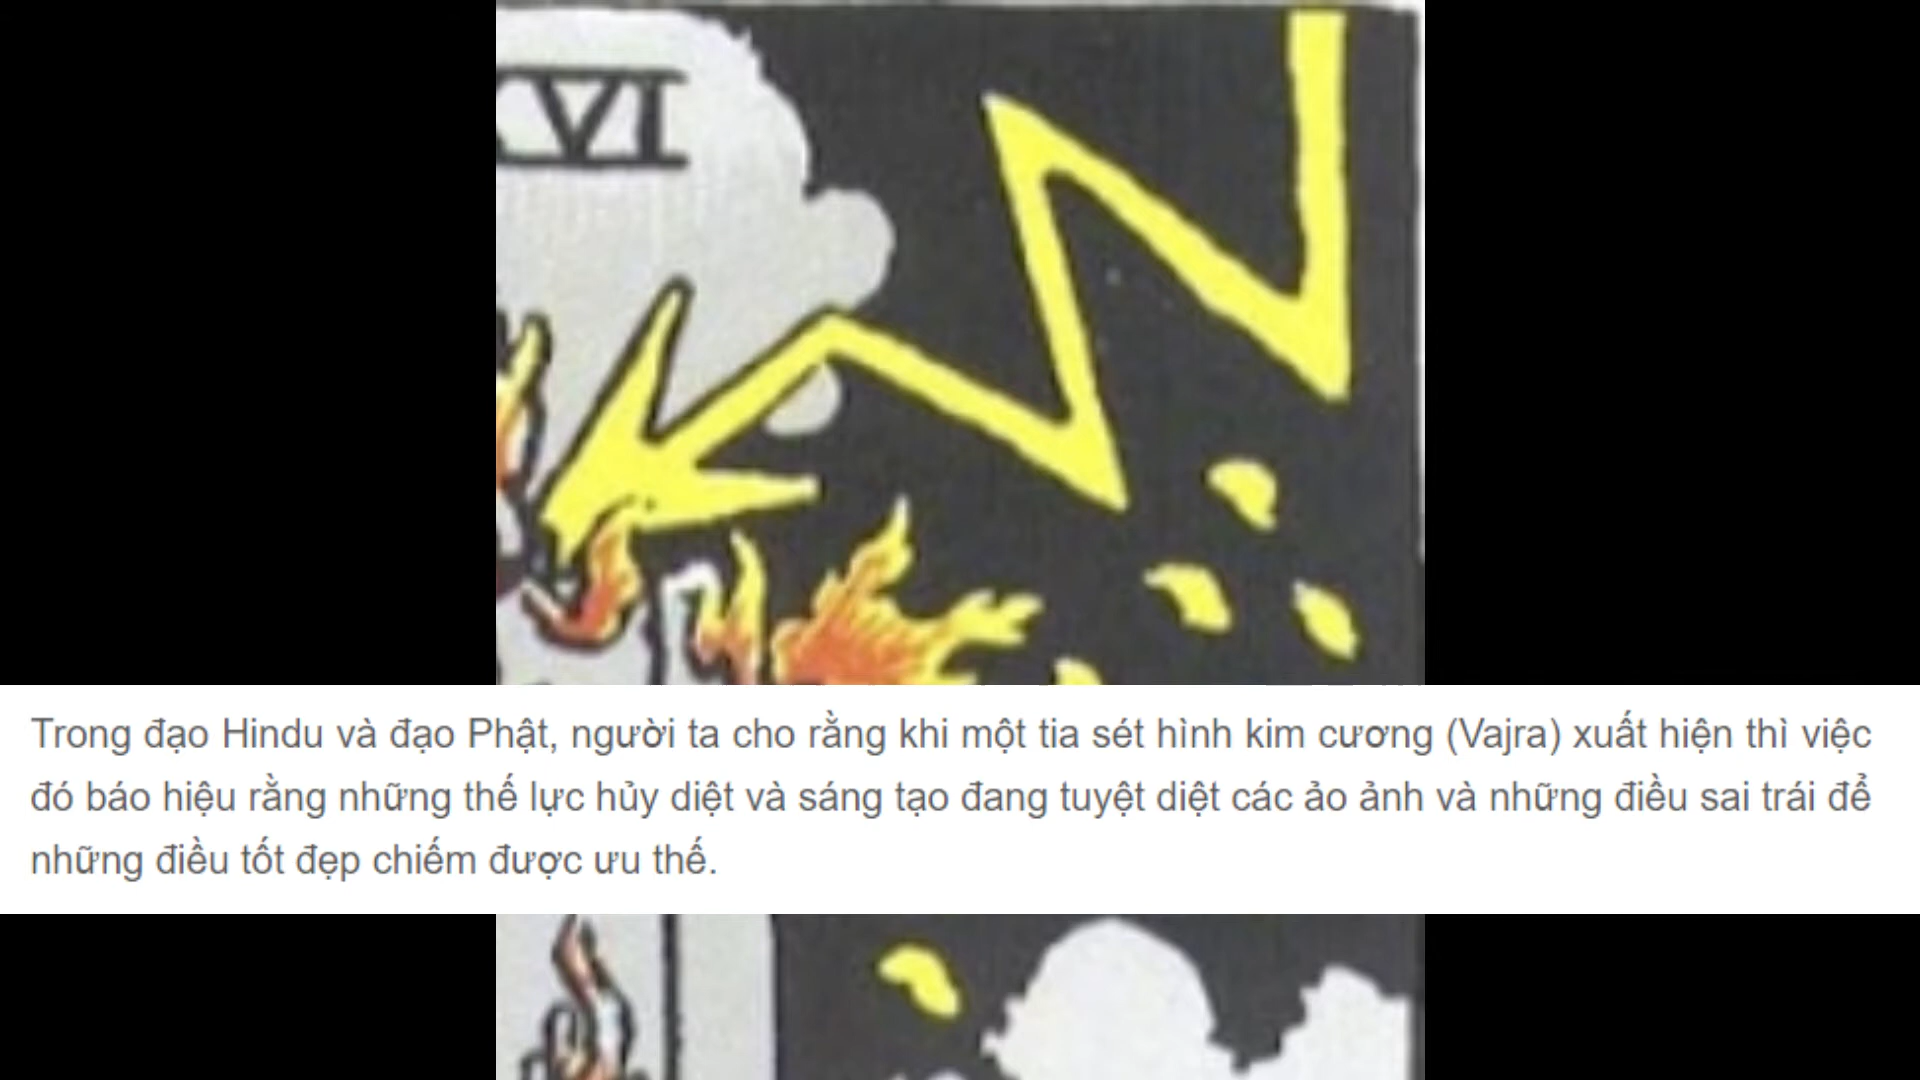 XVI
Trong đạo Hindu và đạo Phật, người ta cho rằng khi một tia sét hình kim cương (Vajra) xuất hiện thì việc
đó báo hiệu rằng những thế lực hủy diệt và sáng tạo đang tuyệt diệt các ảo ảnh và những điều sai trái để
những điều tốt đẹp chiếm được ưu thế.